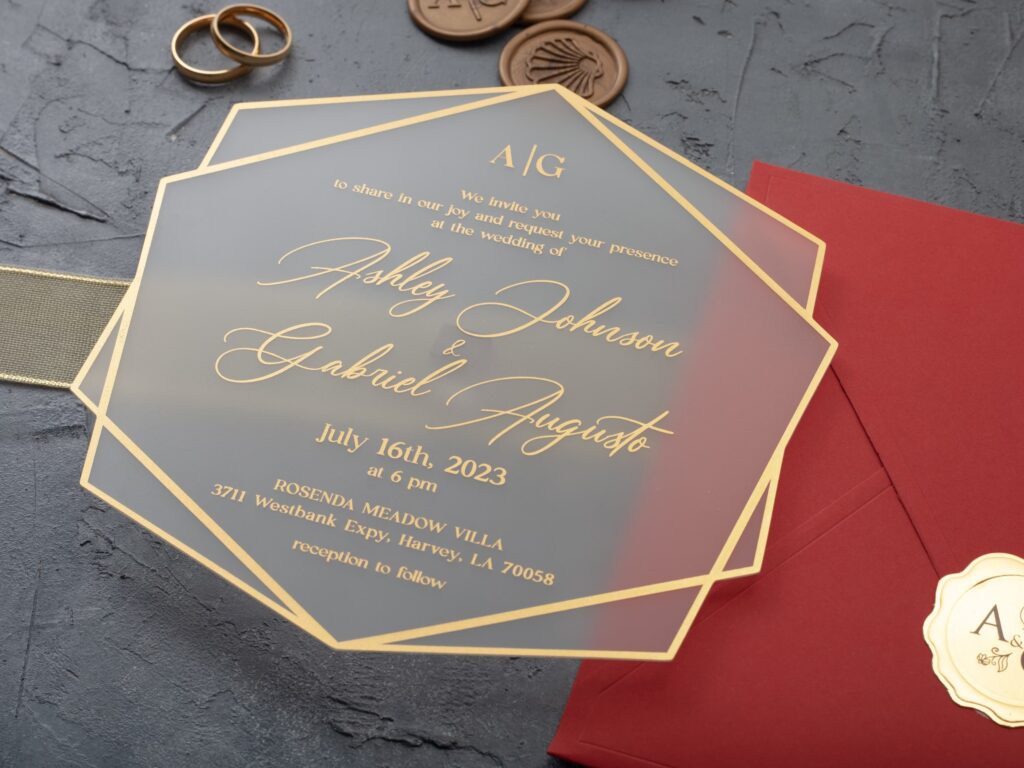 A|G
We invite you
to share in our joy and request your presence
at the wedding of
Ashley Johnson
&
Gabriel Augusto
July 16th, 2023
at 6 pm
ROSENDA MEADOW VILLA
3711 Westbank Expy, Harvey, LA 70058
reception to follow
A &